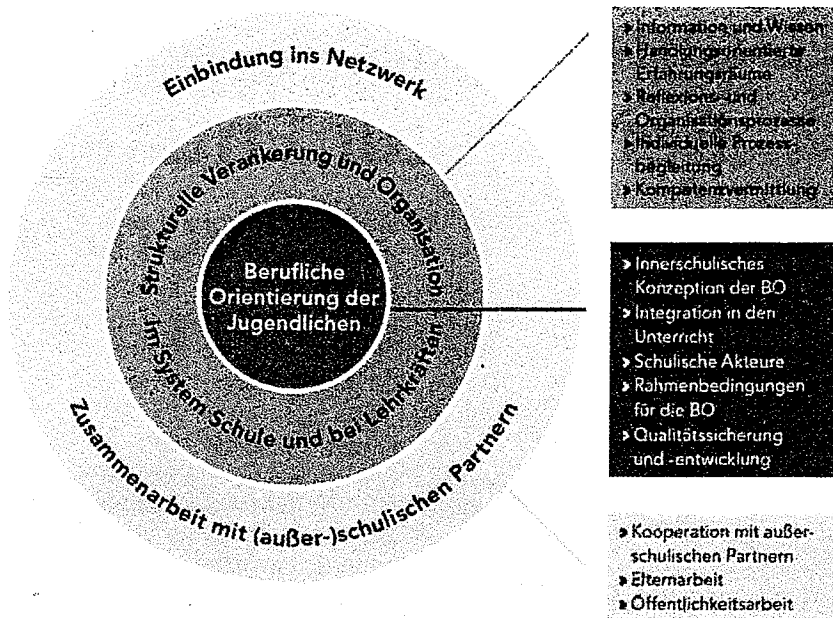 Einbindung ins Netzwerk
Strukturelle Verankerung und Organisation
Berufliche
Orientierung der
Jugendlichen
im System Schule und bei Lehrkräften
Zusammenarbeit mit (außer-)schulischen Partnern
» Information und Wissen
» Handlungsorientierte
Erfahrungsräume
» Reflexions- und
Organisationsprozesse
» Individuelle Prozess-
begleitung
» Kompetenzvermittlung
» Innerschulisches
Konzeption der BO
» Integration in den
Unterricht
» Schulische Akteure
» Rahmenbedingungen
für die BO
» Qualitätssicherung
und -entwicklung
» Kooperation mit außer-
schulischen Partnern
» Elternarbeit
» Öffentlichkeitsarbeit